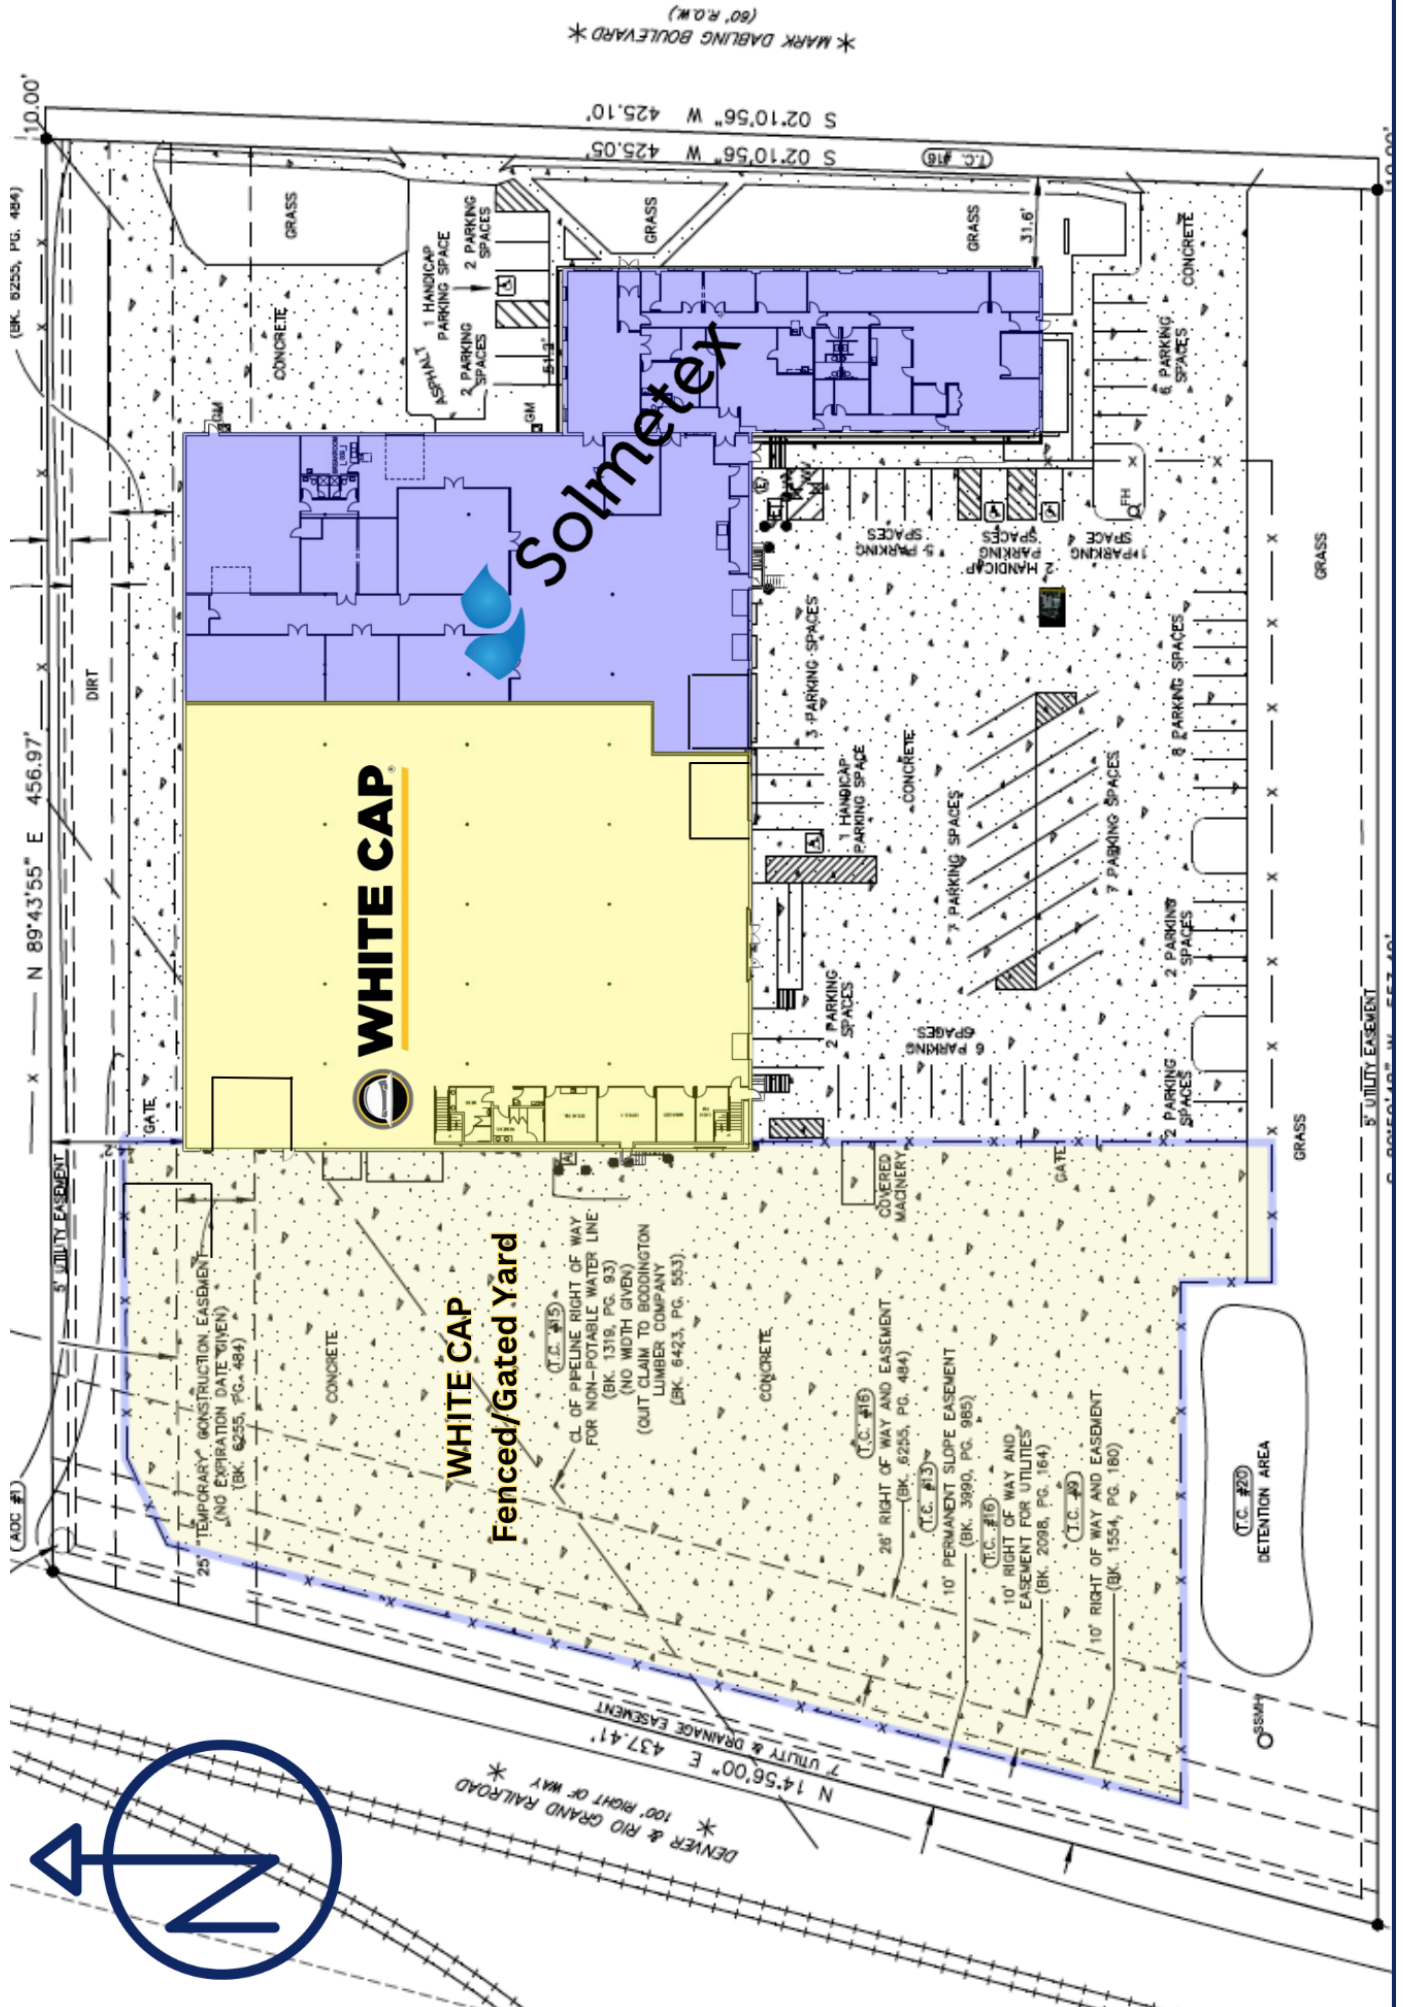 * MARK DABLING BOULEVARD *
(60' R.O.W.)
10.00'
S 02°10'56" W 425.10'
S 02°10'56" W 425.05'
T.C. #16
(BK. 6255, PG. 484)
GRASS
CONCRETE
ASPHALT
1 HANDICAP
PARKING SPACE
2 PARKING
SPACES
2 PARKING
SPACES
GRASS
GRASS
31.6'
CONCRETE
6 PARKING
SPACES
GM
GM
51.2'
Solmetex
N 89°43'55" E 456.97'
DIRT
5 PARKING
SPACES
2 HANDICAP
PARKING
SPACES
1 PARKING
SPACE
FH
GRASS
3 PARKING SPACES
8 PARKING SPACES
WHITE CAP
1 HANDICAP
PARKING SPACE
CONCRETE
7 PARKING SPACES
7 PARKING SPACES
2 PARKING
SPACES
2 PARKING
SPACES
6 PARKING
SPACES
2 PARKING
SPACES
GATE
5' UTILITY EASEMENT
5' UTILITY EASEMENT
GRASS
GATE
COVERED
MACINERY
25' TEMPORARY CONSTRUCTION EASEMENT
(NO EXPIRATION DATE GIVEN)
(BK. 6255, PG. 484)
CONCRETE
WHITE CAP
Fenced/Gated Yard
T.C. #15
CL OF PIPELINE RIGHT OF WAY
FOR NON-POTABLE WATER LINE
(BK. 1319, PG. 93)
(NO WIDTH GIVEN)
(QUIT CLAIM TO BODDINGTON
LUMBER COMPANY
(BK. 6423, PG. 553)
CONCRETE
T.C. #16
26' RIGHT OF WAY AND EASEMENT
(BK. 6255, PG. 484)
T.C. #13
10' PERMANENT SLOPE EASEMENT
(BK. 3990, PG. 985)
T.C. #16
10' RIGHT OF WAY AND
EASEMENT FOR UTILITIES
(BK. 2098, PG. 164)
T.C. #9
10' RIGHT OF WAY AND EASEMENT
(BK. 1554, PG. 180)
T.C. #20
DETENTION AREA
SSMH
AOC #1
7' UTILITY & DRAINAGE EASEMENT
N 14°56'00" E 437.41'
* DENVER & RIO GRAND RAILROAD *
100' RIGHT OF WAY
N